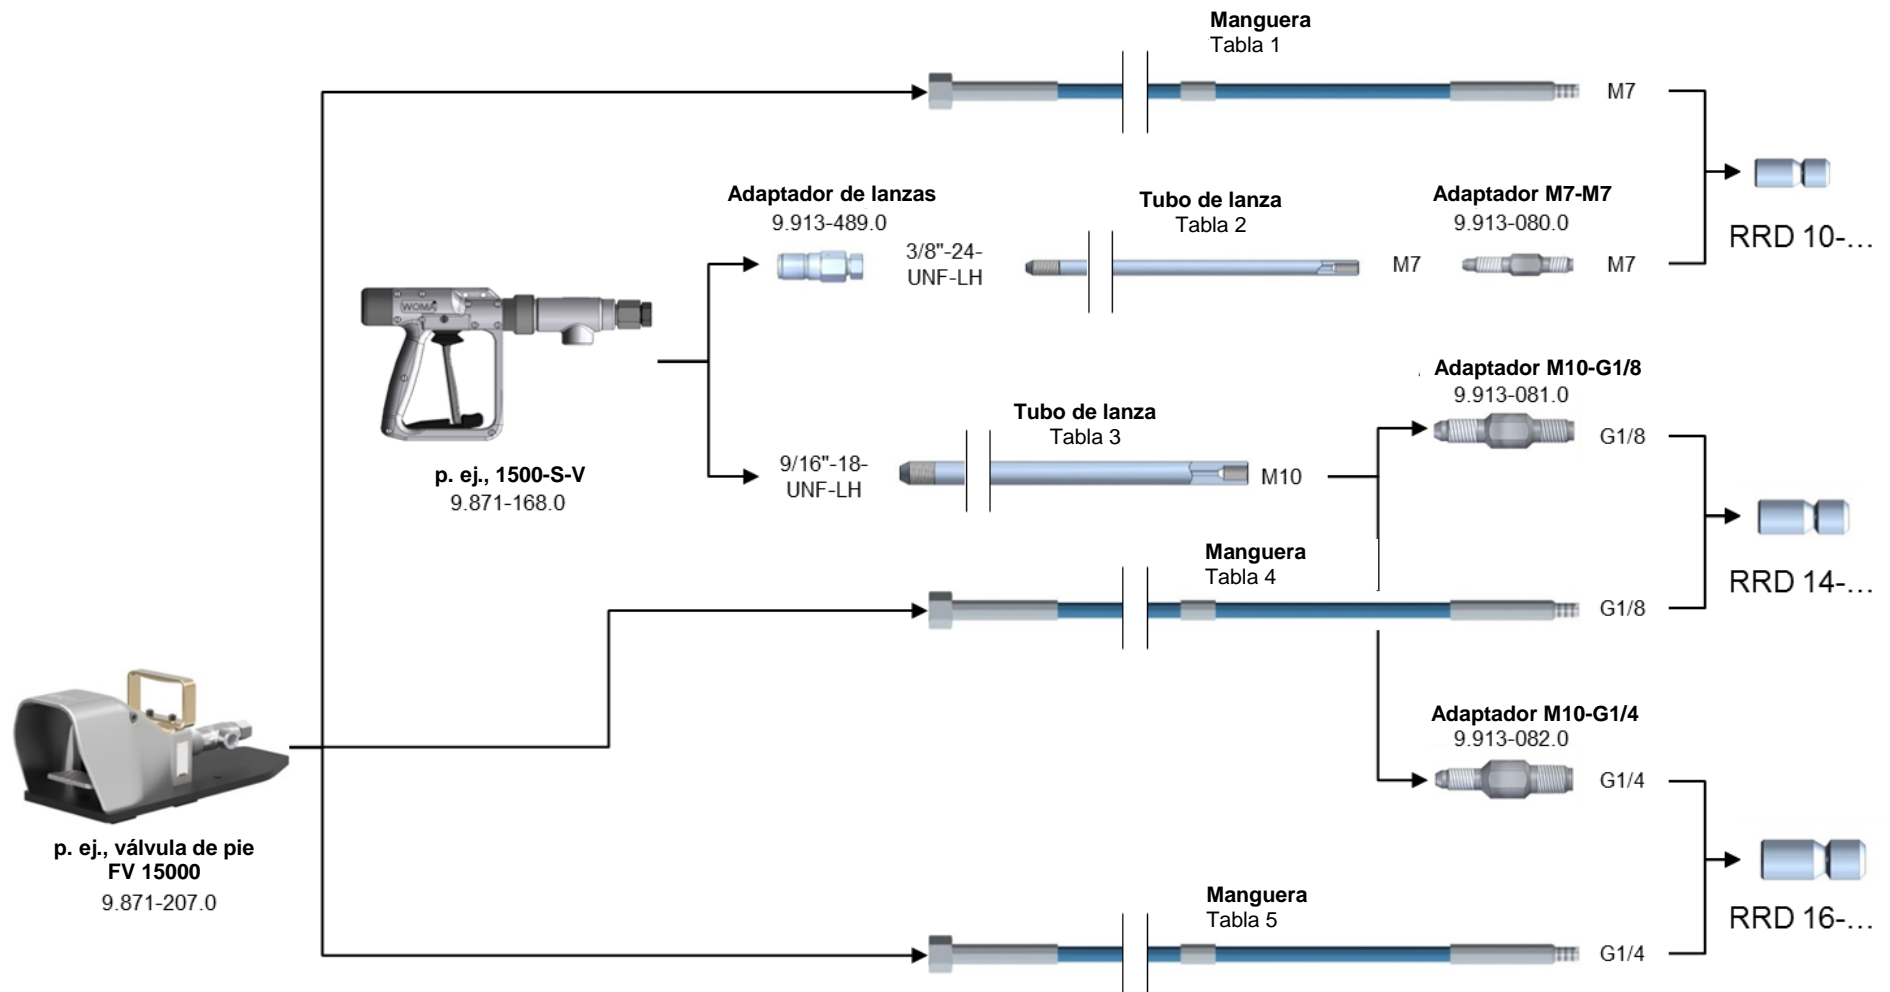 Manguera
Tabla 1
M7
Adaptador de lanzas
9.913-489.0
3/8"-24-
UNF-LH
Tubo de lanza
Tabla 2
M7
Adaptador M7-M7
9.913-080.0
M7
RRD 10-...
WOMA
p. ej., 1500-S-V
9.871-168.0
9/16"-18-
UNF-LH
Tubo de lanza
Tabla 3
M10
Adaptador M10-G1/8
9.913-081.0
G1/8
Manguera
Tabla 4
G1/8
RRD 14-...
Adaptador M10-G1/4
9.913-082.0
G1/4
p. ej., válvula de pie
FV 15000
9.871-207.0
Manguera
Tabla 5
G1/4
RRD 16-...